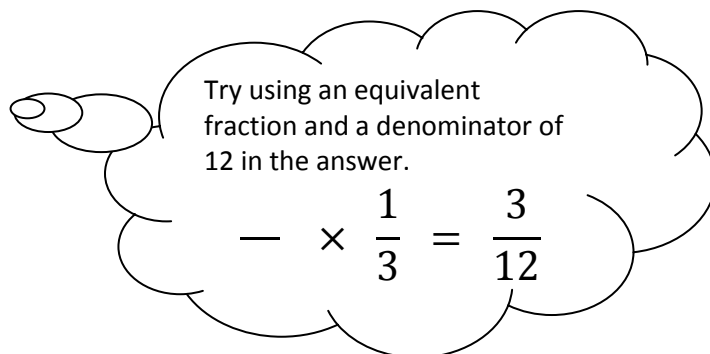 Try using an equivalent
fraction and a denominator of
12 in the answer.
— × 1/3 = 3/12